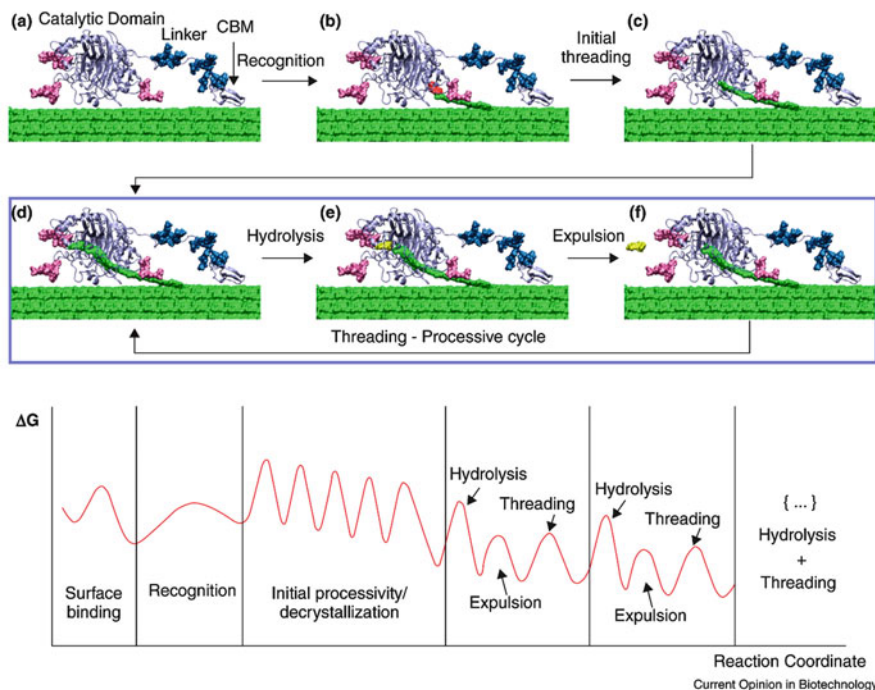 (a) Catalytic Domain
Linker
CBM
Recognition
(b)
Initial
threading
(c)
(d)
Hydrolysis
(e)
Expulsion
(f)
Threading - Processive cycle
ΔG
Surface
binding
Recognition
Initial processivity/
decrystallization
Hydrolysis
Threading
Expulsion
Hydrolysis
Threading
Expulsion
{ ... }
Hydrolysis
+
Threading
Reaction Coordinate
Current Opinion in Biotechnology